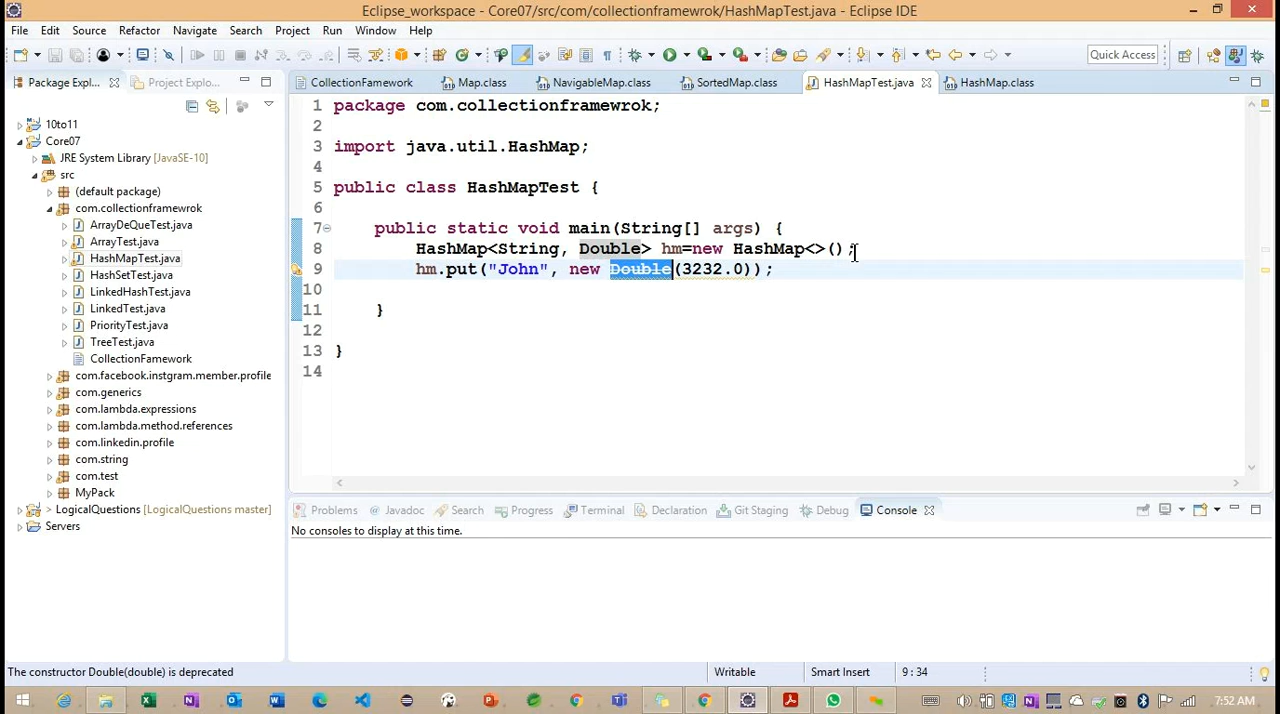 Eclipse_workspace - Core07/src/com/collectionframewrok/HashMapTest.java - Eclipse IDE
File Edit Source Refactor Navigate Search Project Run Window Help
Quick Access
Package Expl... Project Explo...
CollectionFamework Map.class NavigableMap.class SortedMap.class HashMapTest.java HashMap.class
10to11
Core07
JRE System Library [JavaSE-10]
src
(default package)
com.collectionframewrok
ArrayDeQueTest.java
ArrayTest.java
HashMapTest.java
HashSetTest.java
LinkedHashTest.java
LinkedTest.java
PriorityTest.java
TreeTest.java
CollectionFamework
com.facebook.instgram.member.profile
com.generics
com.lambda.expressions
com.lambda.method.references
com.linkedin.profile
com.string
com.test
MyPack
> LogicalQuestions [LogicalQuestions master]
Servers
1 package com.collectionframewrok;
2
3 import java.util.HashMap;
4
5 public class HashMapTest {
6
7 public static void main(String[] args) {
8 HashMap<String, Double> hm=new HashMap<>();
9 hm.put("John", new Double(3232.0));
10
11 }
12
13 }
14
Problems Javadoc Search Progress Terminal Declaration Git Staging Debug Console
No consoles to display at this time.
The constructor Double(double) is deprecated Writable Smart Insert 9 : 34
7:52 AM